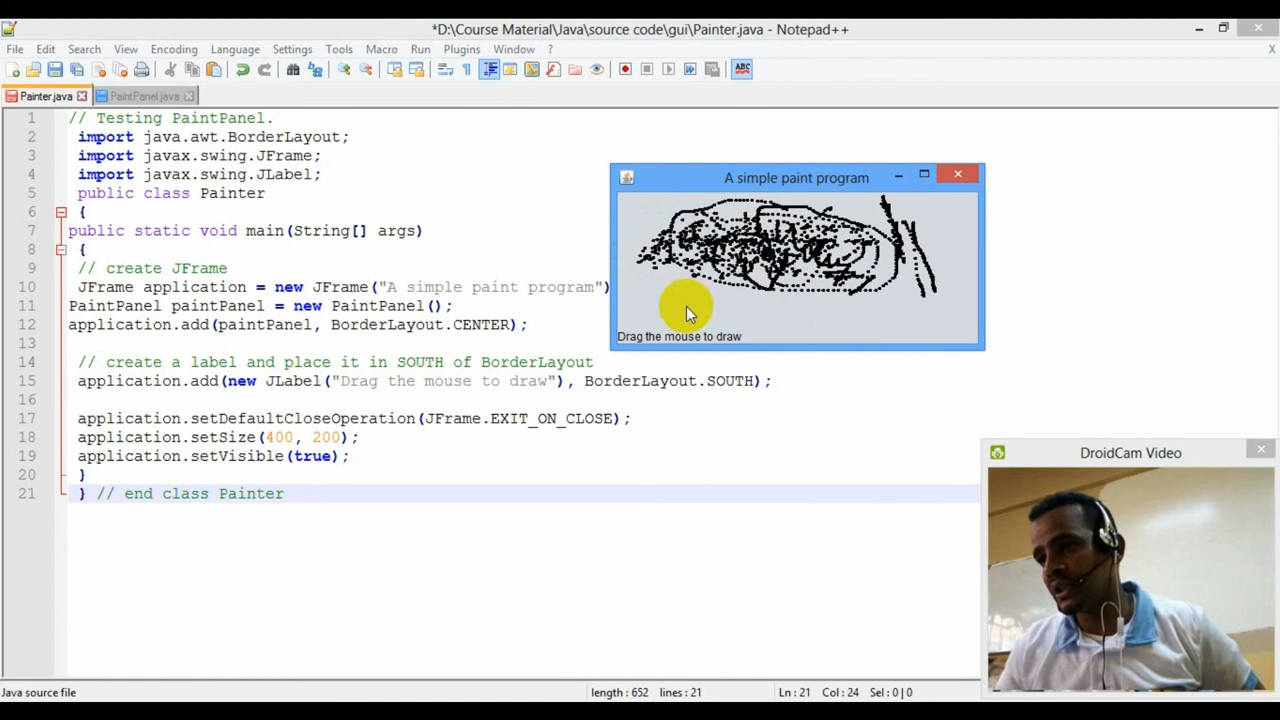 *D:\Course Material\Java\source code\gui\Painter.java - Notepad++
File Edit Search View Encoding Language Settings Tools Macro Run Plugins Window ? X
ABC
Painter.java PaintPanel.java
1 // Testing PaintPanel.
2 import java.awt.BorderLayout;
3 import javax.swing.JFrame;
4 import javax.swing.JLabel;
5 public class Painter
6 {
7 public static void main(String[] args)
8 {
9 // create JFrame
10 JFrame application = new JFrame("A simple paint program")
11 PaintPanel paintPanel = new PaintPanel();
12 application.add(paintPanel, BorderLayout.CENTER);
13
14 // create a label and place it in SOUTH of BorderLayout
15 application.add(new JLabel("Drag the mouse to draw"), BorderLayout.SOUTH);
16
17 application.setDefaultCloseOperation(JFrame.EXIT_ON_CLOSE);
18 application.setSize(400, 200);
19 application.setVisible(true);
20 }
21 } // end class Painter
A simple paint program
Drag the mouse to draw
DroidCam Video
Java source file length : 652 lines : 21 Ln : 21 Col : 24 Sel : 0 | 0